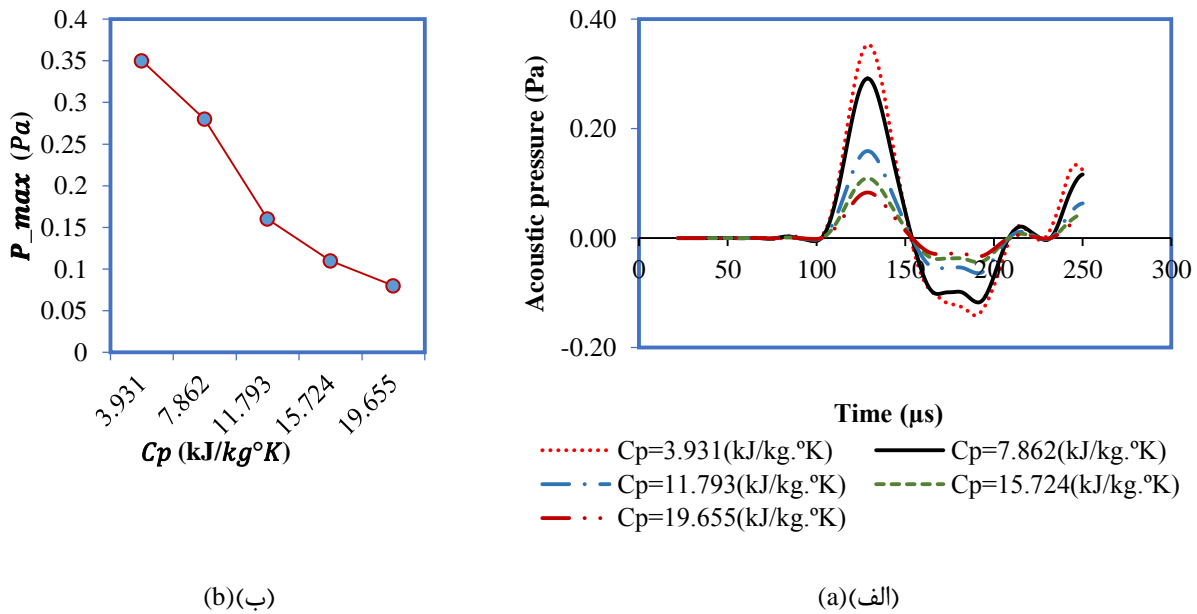 0.4
0.35
0.3
0.25
0.2
0.15
0.1
0.05
0
P_max (Pa)
3.931
7.862
11.793
15.724
19.655
Cp (kJ/kg°K)
(ب)(b)
0.40
0.20
0.00
-0.20
Acoustic pressure (Pa)
0
50
100
150
200
250
300
Time (µs)
Cp=3.931(kJ/kg.ºK)
Cp=7.862(kJ/kg.ºK)
Cp=11.793(kJ/kg.ºK)
Cp=15.724(kJ/kg.ºK)
Cp=19.655(kJ/kg.ºK)
(الف)(a)